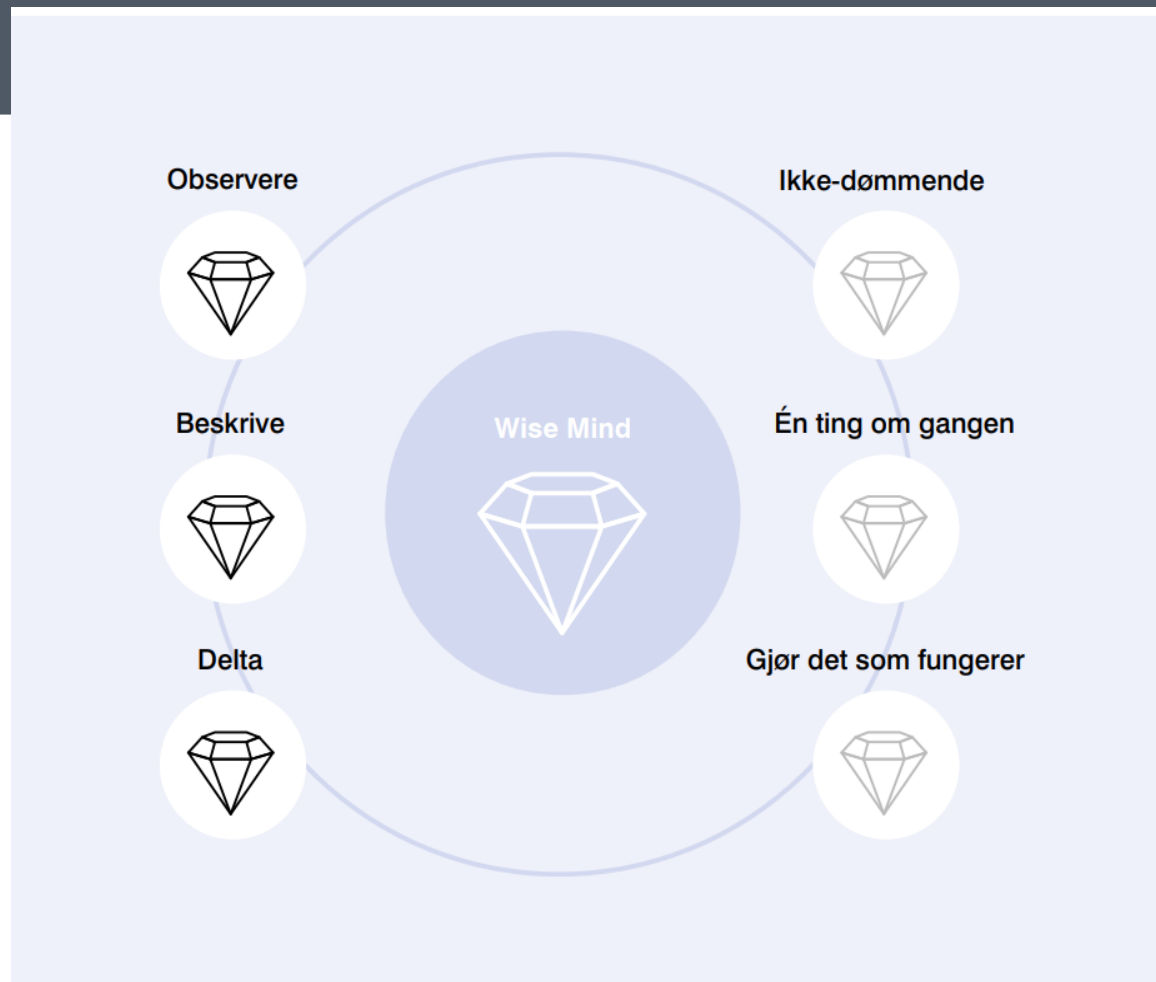 Observere
Ikke-dømmende
Beskrive
Wise Mind
Én ting om gangen
Delta
Gjør det som fungerer